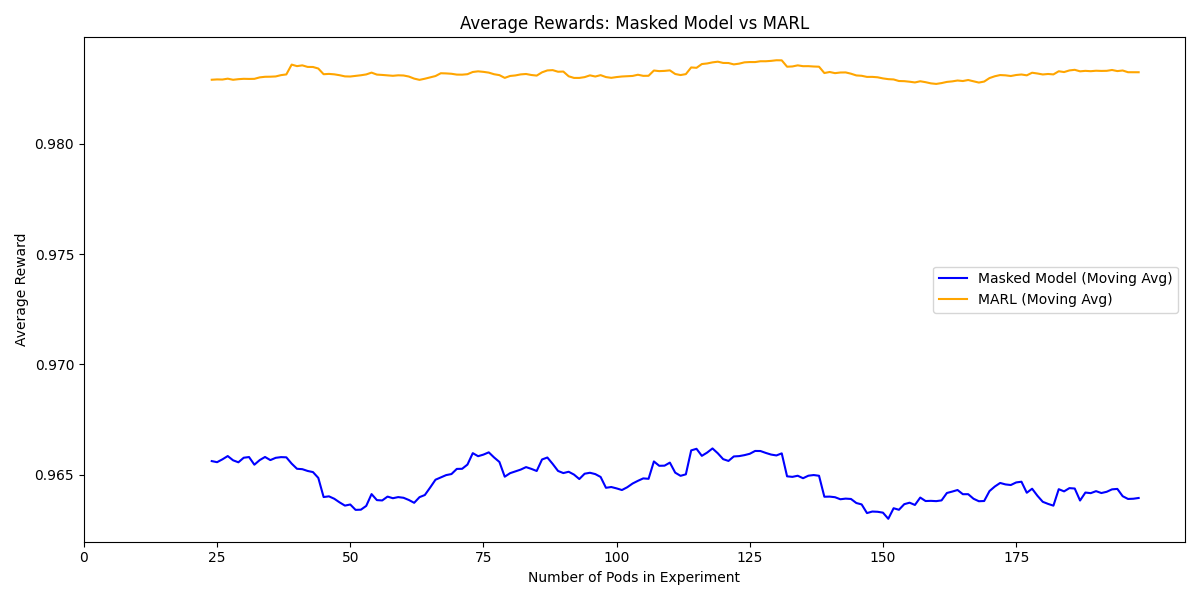 Average Rewards: Masked Model vs MARL
Average Reward
0.980
0.975
0.970
0.965
Masked Model (Moving Avg)
MARL (Moving Avg)
0 25 50 75 100 125 150 175
Number of Pods in Experiment